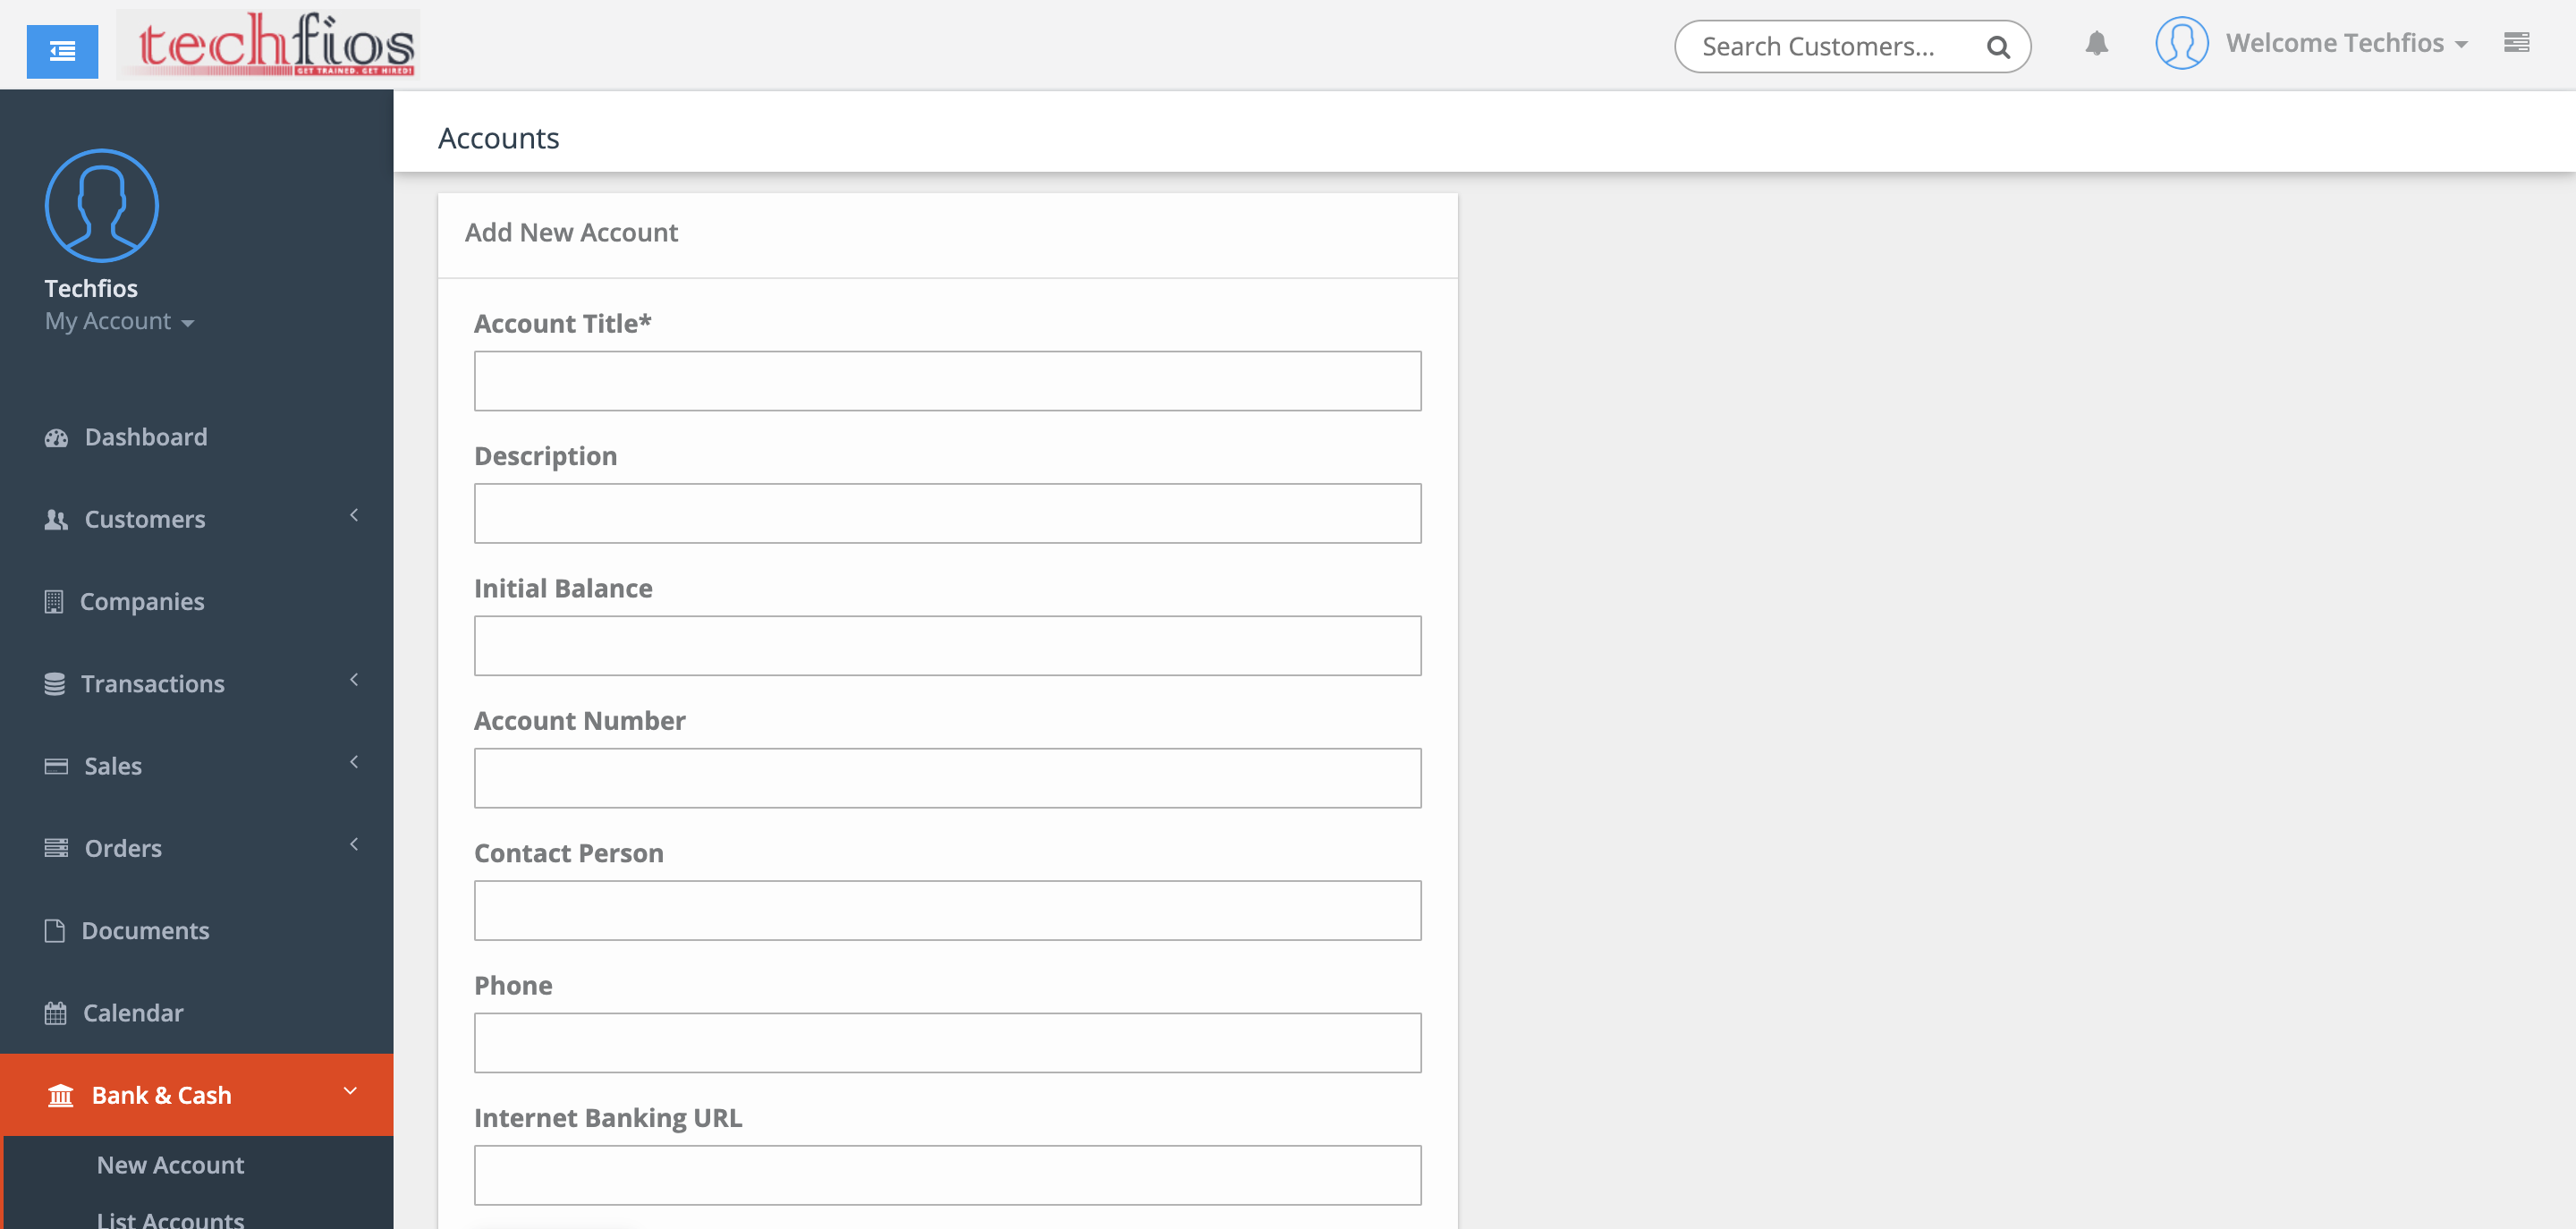 techfios
GET TRAINED. GET HIRED!
Search Customers...
Welcome Techfios
Techfios
My Account
Dashboard
Customers
Companies
Transactions
Sales
Orders
Documents
Calendar
Bank & Cash
New Account
List Accounts
Accounts
Add New Account
Account Title*
Description
Initial Balance
Account Number
Contact Person
Phone
Internet Banking URL